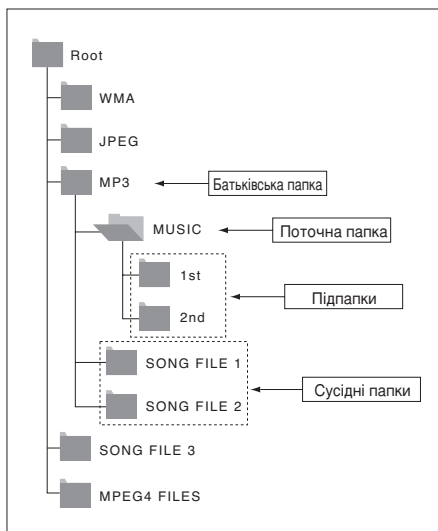 Root
WMA
JPEG
MP3
Батьківська папка
MUSIC
Поточна папка
1st
Підпапки
2nd
SONG FILE 1
Сусідні папки
SONG FILE 2
SONG FILE 3
MPEG4 FILES